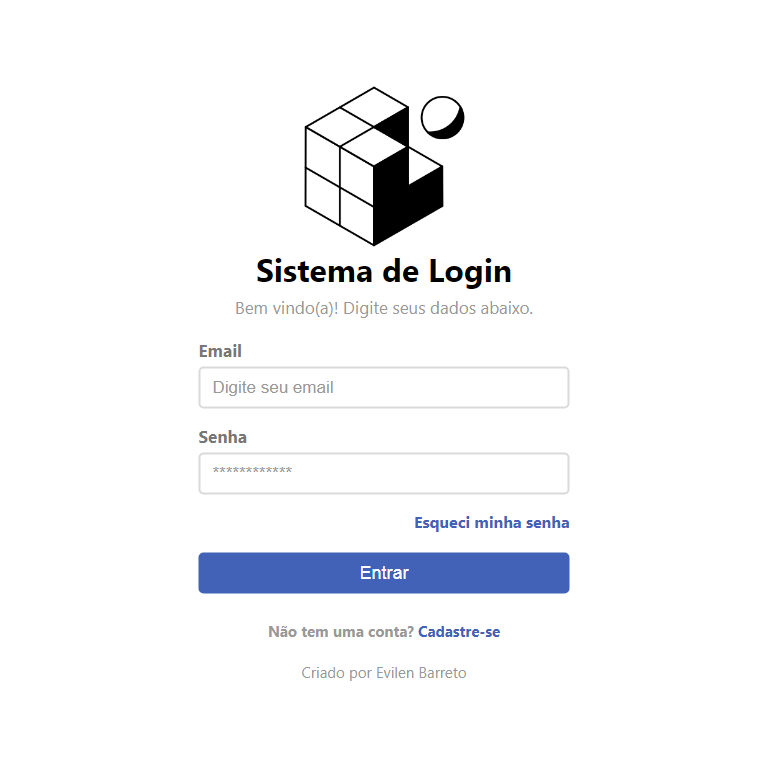 Sistema de Login
Bem vindo(a)! Digite seus dados abaixo.
Email
Digite seu email
Senha
************
Esqueci minha senha
Entrar
Não tem uma conta? Cadastre-se
Criado por Evilen Barreto